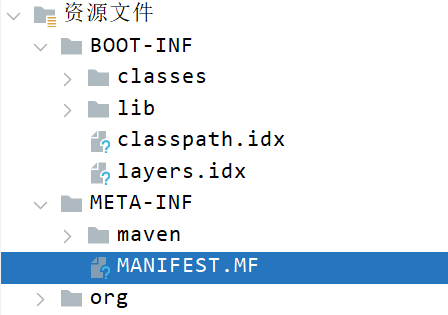 资源文件
BOOT-INF
classes
lib
classpath.idx
layers.idx
META-INF
maven
MANIFEST.MF
org